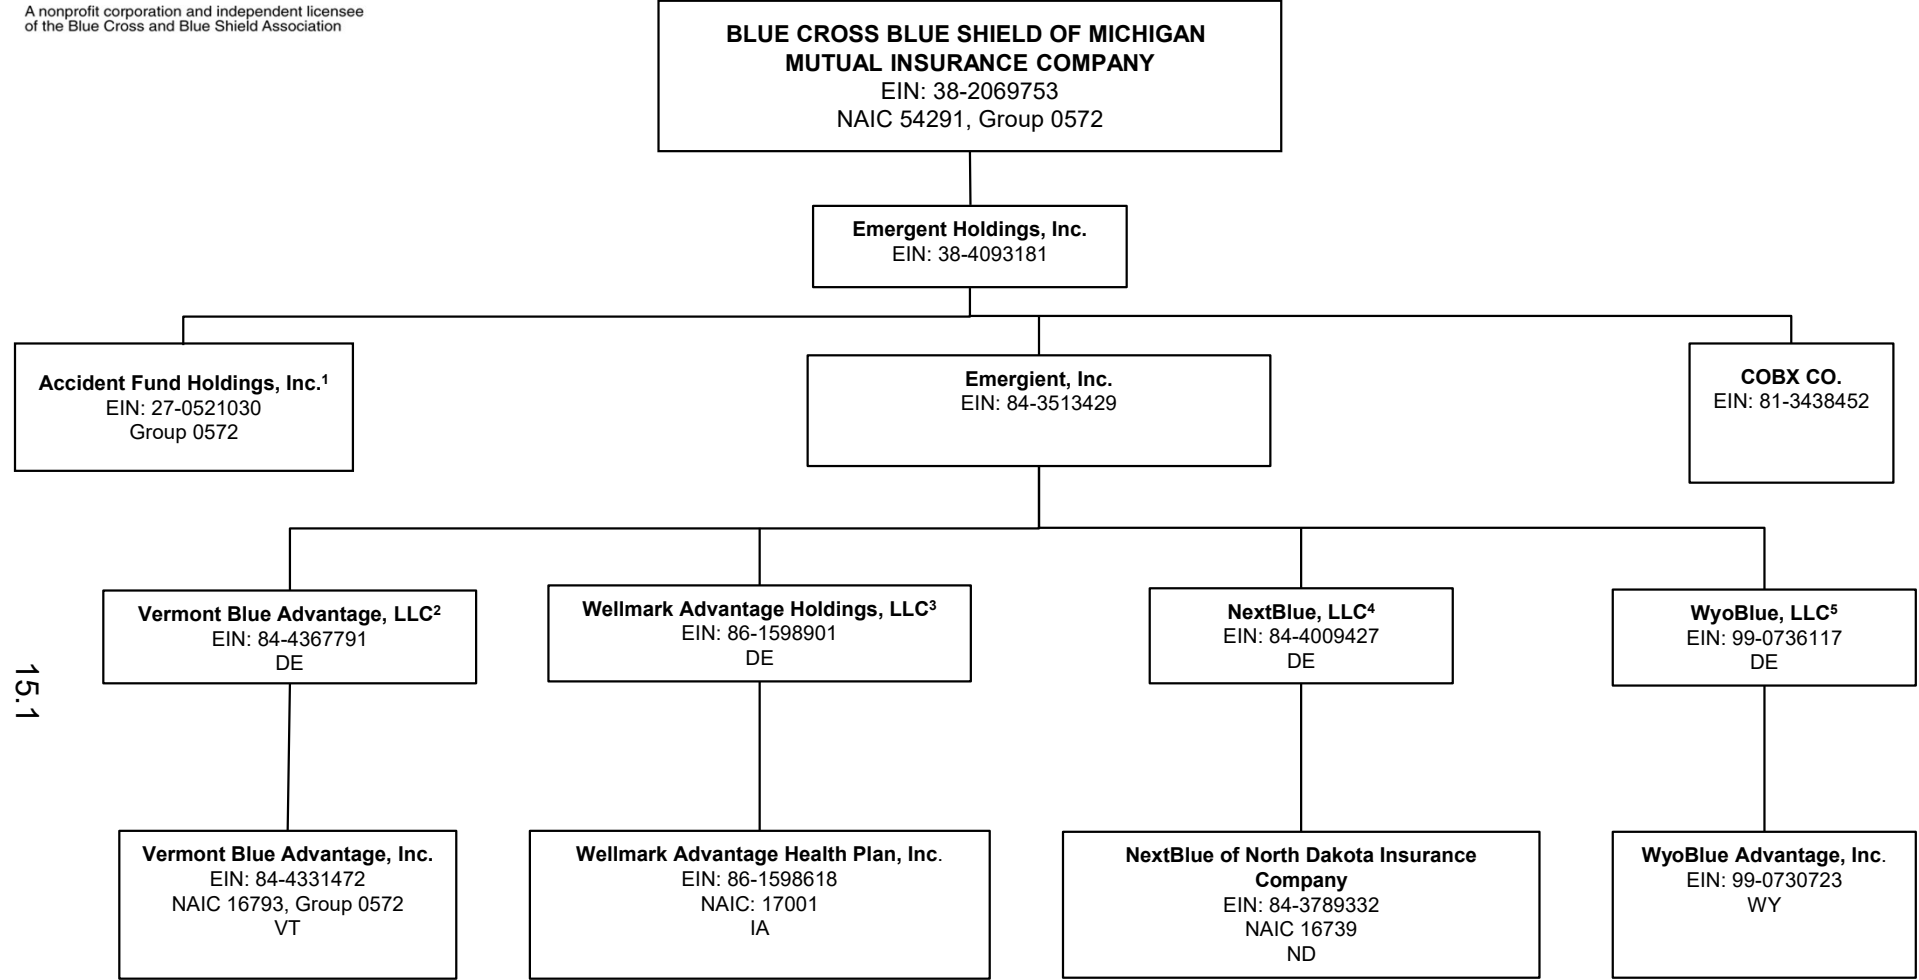 A nonprofit corporation and independent licensee
of the Blue Cross and Blue Shield Association
BLUE CROSS BLUE SHIELD OF MICHIGAN
MUTUAL INSURANCE COMPANY
EIN: 38-2069753
NAIC 54291, Group 0572
Emergent Holdings, Inc.
EIN: 38-4093181
Accident Fund Holdings, Inc.¹
EIN: 27-0521030
Group 0572
Emergient, Inc.
EIN: 84-3513429
COBX CO.
EIN: 81-3438452
Vermont Blue Advantage, LLC²
EIN: 84-4367791
DE
Wellmark Advantage Holdings, LLC³
EIN: 86-1598901
DE
NextBlue, LLC⁴
EIN: 84-4009427
DE
WyoBlue, LLC⁵
EIN: 99-0736117
DE
15.1
Vermont Blue Advantage, Inc.
EIN: 84-4331472
NAIC 16793, Group 0572
VT
Wellmark Advantage Health Plan, Inc.
EIN: 86-1598618
NAIC: 17001
IA
NextBlue of North Dakota Insurance
Company
EIN: 84-3789332
NAIC 16739
ND
WyoBlue Advantage, Inc.
EIN: 99-0730723
WY